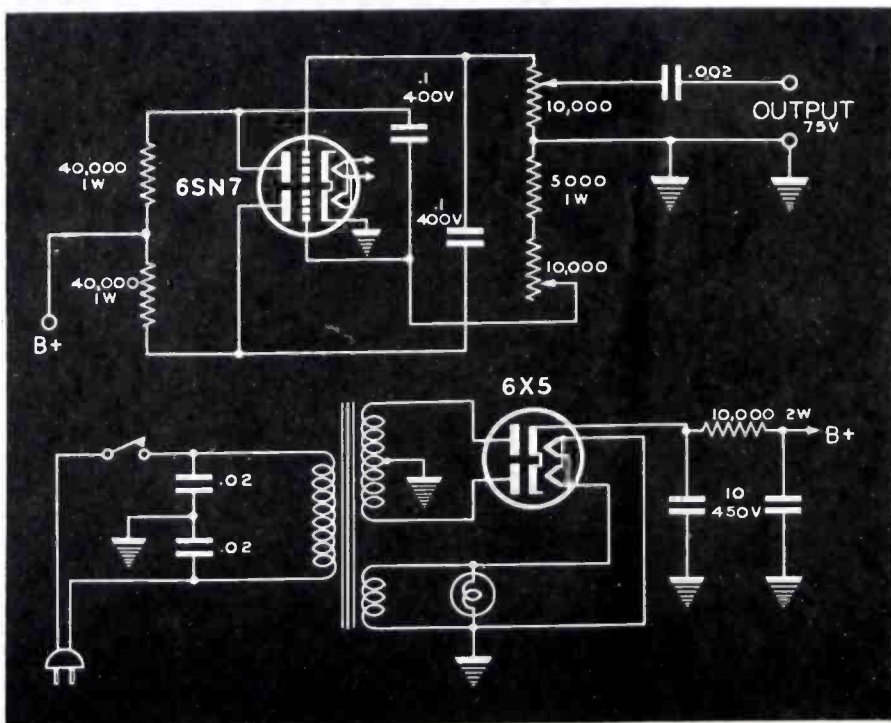 .1
400V
.002
10,000
OUTPUT
75V
40,000
1W
6SN7
5000
1W
.1
400V
40,000
1W
10,000
B+
6X5
10,000 2W
B+
.02
10
450V
.02